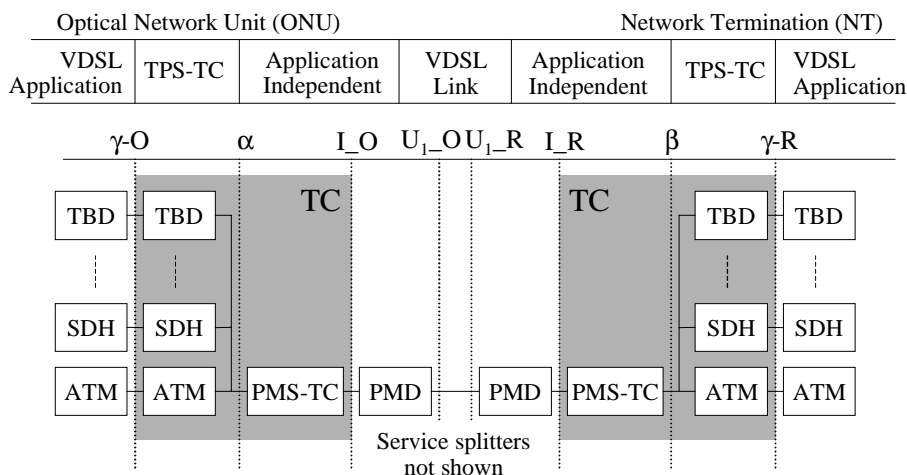 Optical Network Unit (ONU) Network Termination (NT)
VDSL Application TPS-TC Application Independent VDSL Link Application Independent TPS-TC VDSL Application
γ-O α I_O U₁_O U₁_R I_R β γ-R
TC TC
TBD TBD TBD TBD
SDH SDH SDH SDH
ATM ATM PMS-TC PMD PMD PMS-TC ATM ATM
Service splitters
not shown